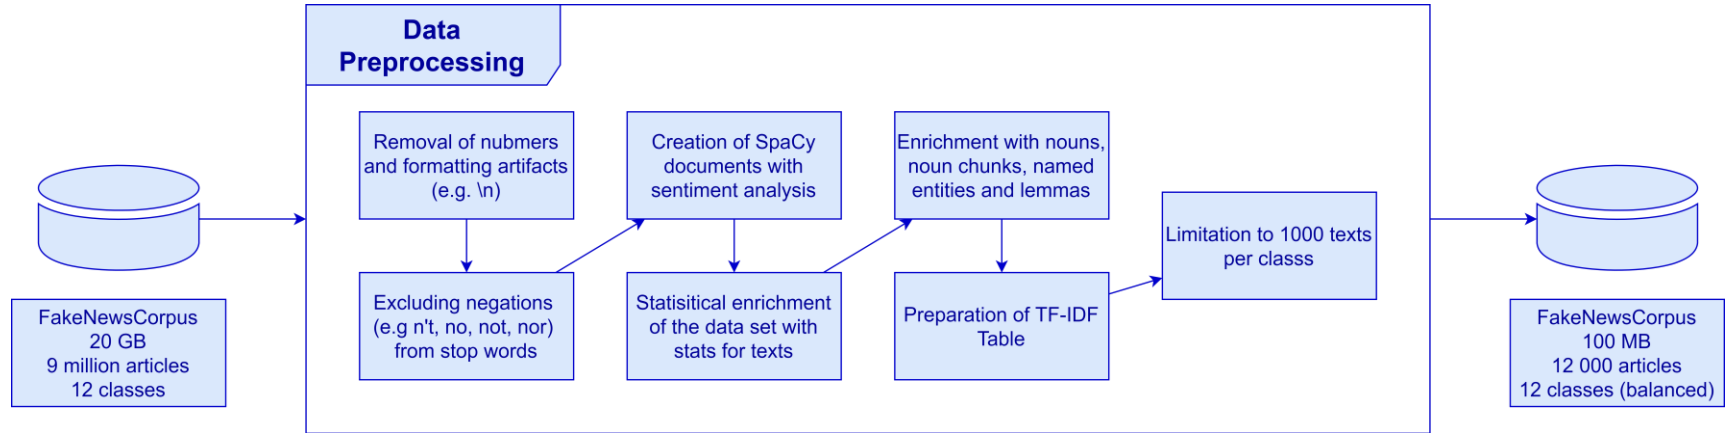 Data
Preprocessing
Removal of nubmers
and formatting artifacts
(e.g. \n)
Excluding negations
(e.g n't, no, not, nor)
from stop words
Creation of SpaCy
documents with
sentiment analysis
Statisitical enrichment
of the data set with
stats for texts
Enrichment with nouns,
noun chunks, named
entities and lemmas
Preparation of TF-IDF
Table
Limitation to 1000 texts
per classs
FakeNewsCorpus
20 GB
9 million articles
12 classes
FakeNewsCorpus
100 MB
12 000 articles
12 classes (balanced)